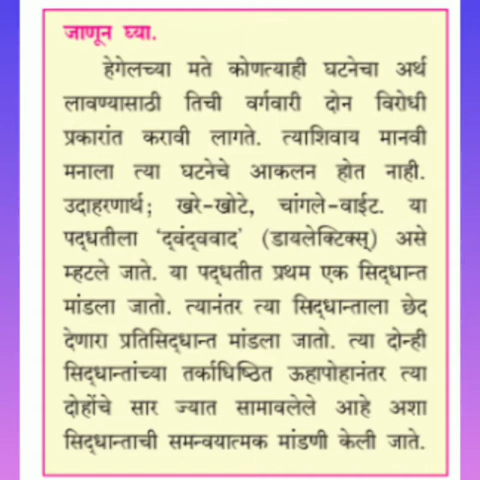 जाणून घ्या.
हेगेलच्या मते कोणत्याही घटनेचा अर्थ
लावण्यासाठी तिची वर्गवारी दोन विरोधी
प्रकारांत करावी लागते. त्याशिवाय मानवी
मनाला त्या घटनेचे आकलन होत नाही.
उदाहरणार्थ; खरे-खोटे, चांगले-वाईट. या
पद्धतीला ‘द्वंद्ववाद’ (डायलेक्टिक्स्) असे
म्हटले जाते. या पद्धतीत प्रथम एक सिद्धान्त
मांडला जातो. त्यानंतर त्या सिद्धान्ताला छेद
देणारा प्रतिसिद्धान्त मांडला जातो. त्या दोन्ही
सिद्धान्तांच्या तर्काधिष्ठित ऊहापोहानंतर त्या
दोहोंचे सार ज्यात सामावलेले आहे अशा
सिद्धान्ताची समन्वयात्मक मांडणी केली जाते.